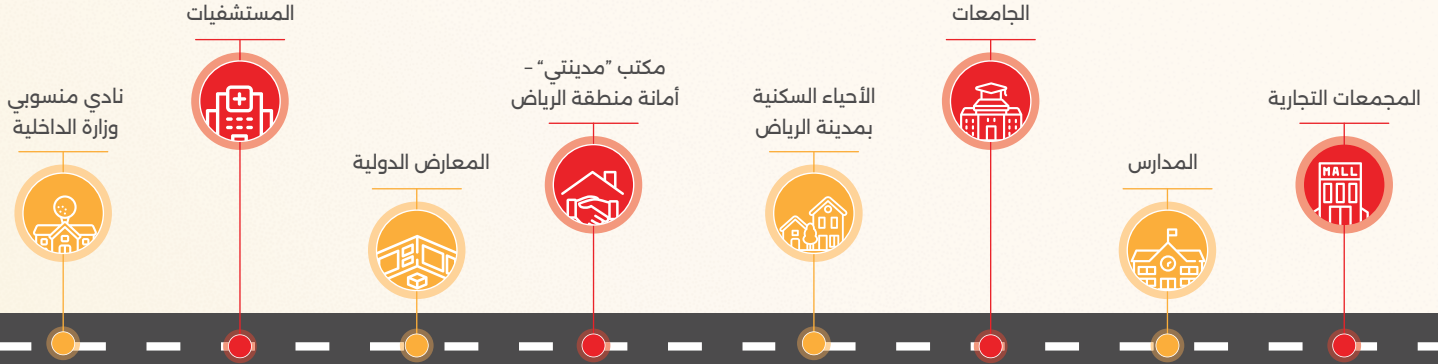 المجمعات التجارية
MALL
المدارس
الجامعات
الأحياء السكنية
بمدينة الرياض
مكتب ”مدينتي“ –
أمانة منطقة الرياض
المعارض الدولية
المستشفيات
نادي منسوبي
وزارة الداخلية